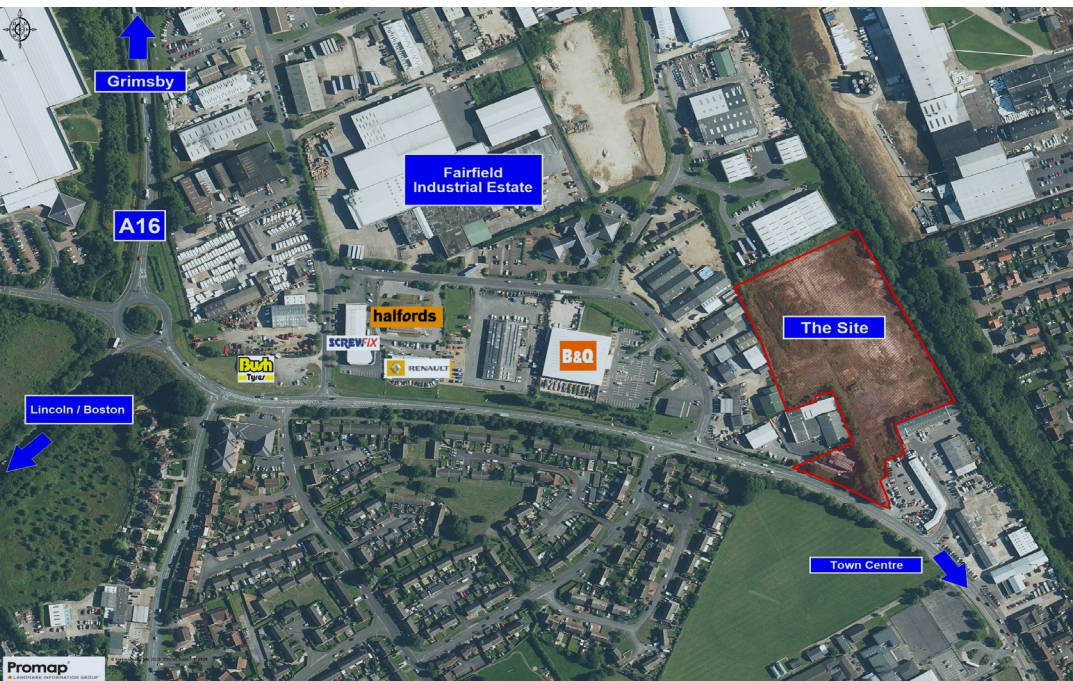 Grimsby
Fairfield
Industrial Estate
A16
halfords
SCREWFIX
The Site
B&Q
Bush
Tyres
RENAULT
Lincoln / Boston
Town Centre
Promap
LANDMARK INFORMATION GROUP